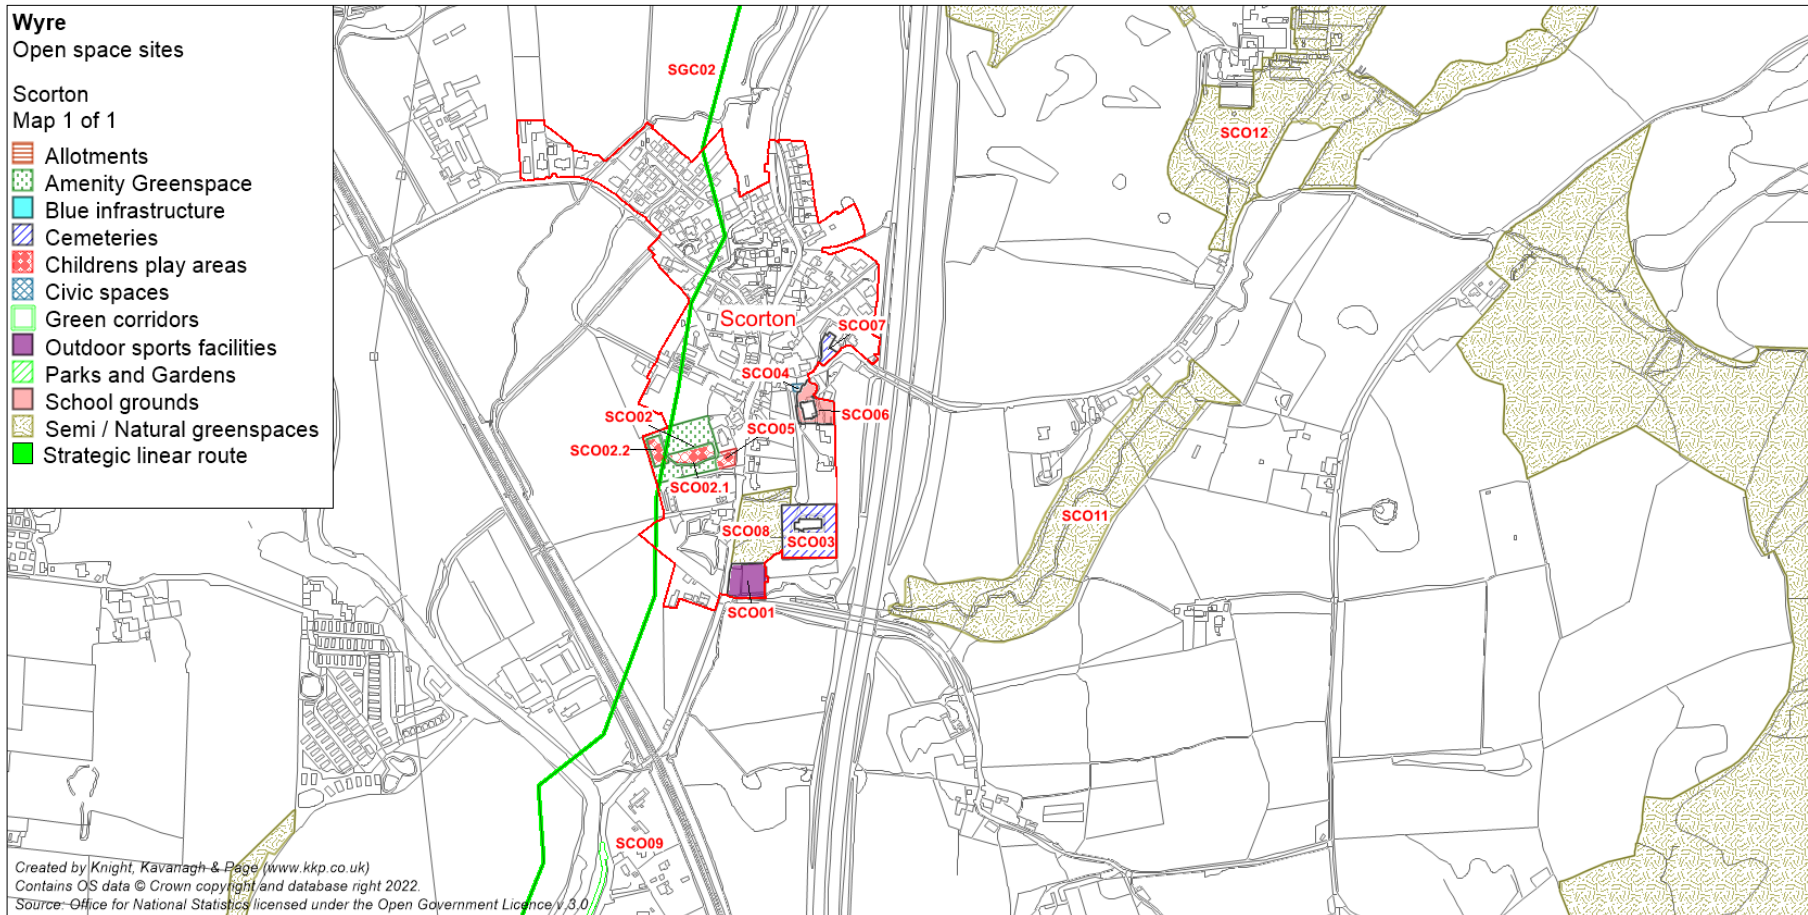 Wyre
Open space sites
Scorton
Map 1 of 1
Allotments
Amenity Greenspace
Blue infrastructure
Cemeteries
Childrens play areas
Civic spaces
Green corridors
Outdoor sports facilities
Parks and Gardens
School grounds
Semi / Natural greenspaces
Strategic linear route
SGC02
SCO12
Scorton
SCO07
SCO04
SCO06
SCO02
SCO05
SCO02.2
SCO02.1
SCO11
SCO08
SCO03
SCO01
SCO09
Created by Knight, Kavanagh & Page (www.kkp.co.uk)
Contains OS data © Crown copyright and database right 2022.
Source: Office for National Statistics licensed under the Open Government Licence v.3.0